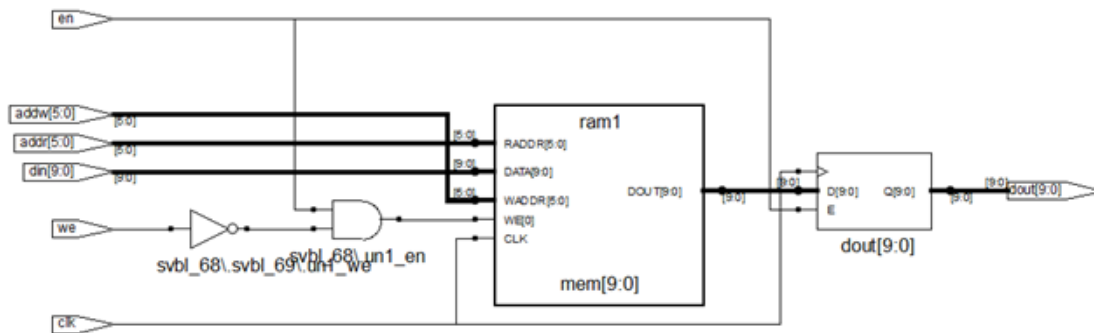 en
addw[5:0]
[5:0]
addr[5:0]
[5:0]
din[9:0]
[9:0]
we
clk
svbl_68\.svbl_69\.un1_we
svbl_68\.un1_en
ram1
[5:0]
RADDR[5:0]
[9:0]
DATA[9:0]
[5:0]
WADDR[5:0]
WE[0]
CLK
DOUT[9:0]
[9:0]
mem[9:0]
[9:0]
D[9:0]
Q[9:0]
E
[9:0]
[9:0]
dout[9:0]
dout[9:0]